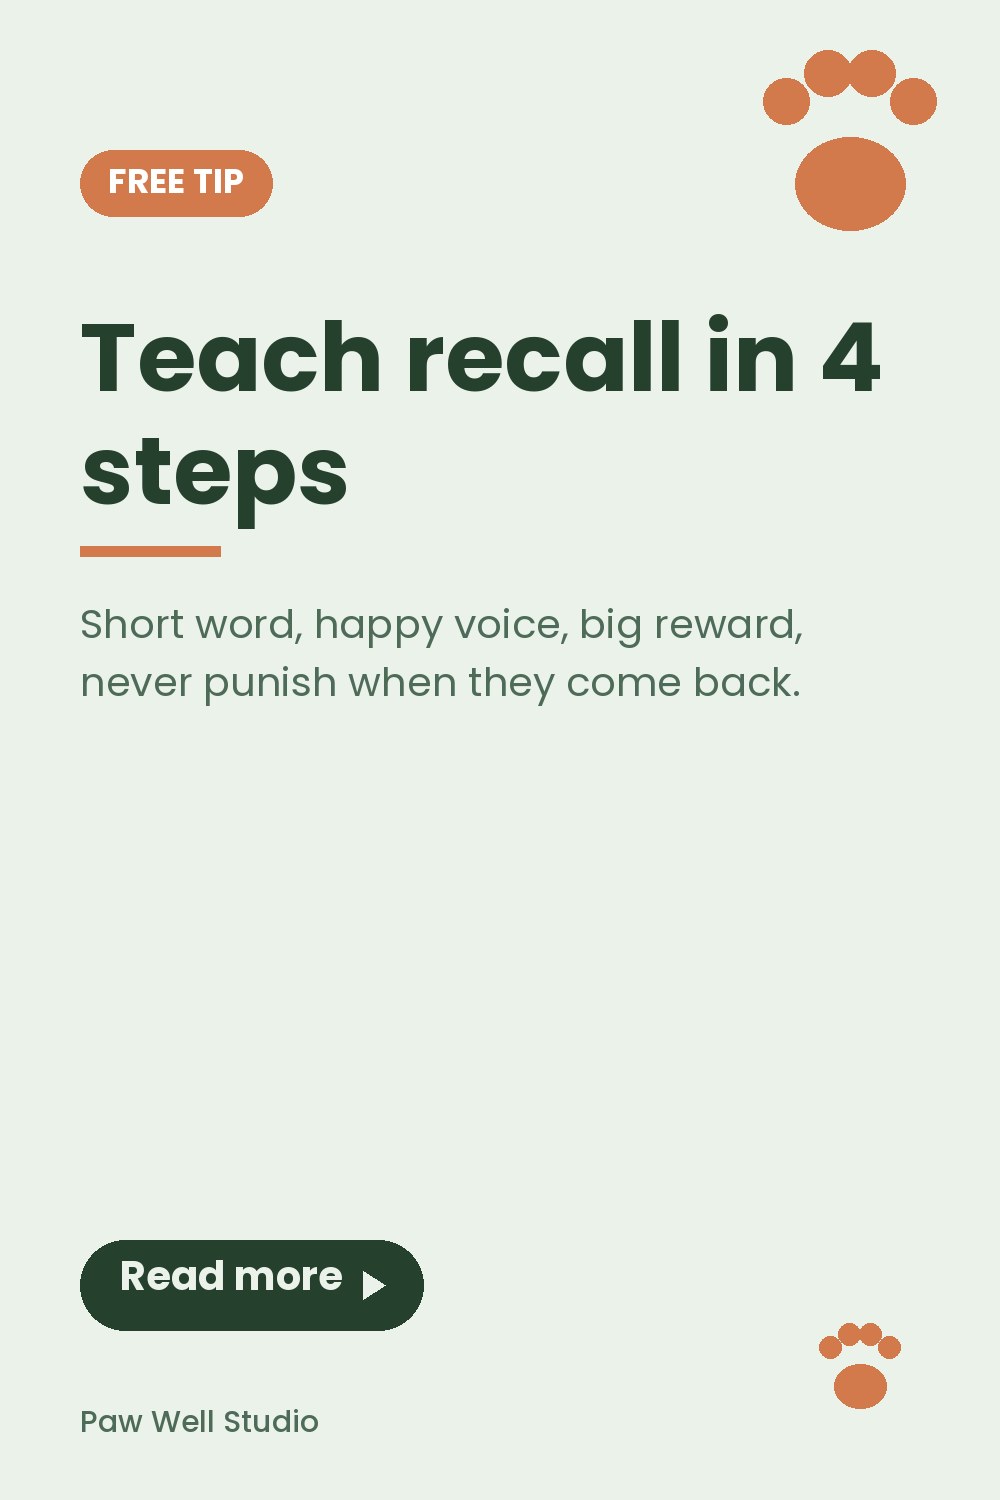 FREE TIP
Teach recall in 4
steps
Short word, happy voice, big reward,
never punish when they come back.
Read more
Paw Well Studio